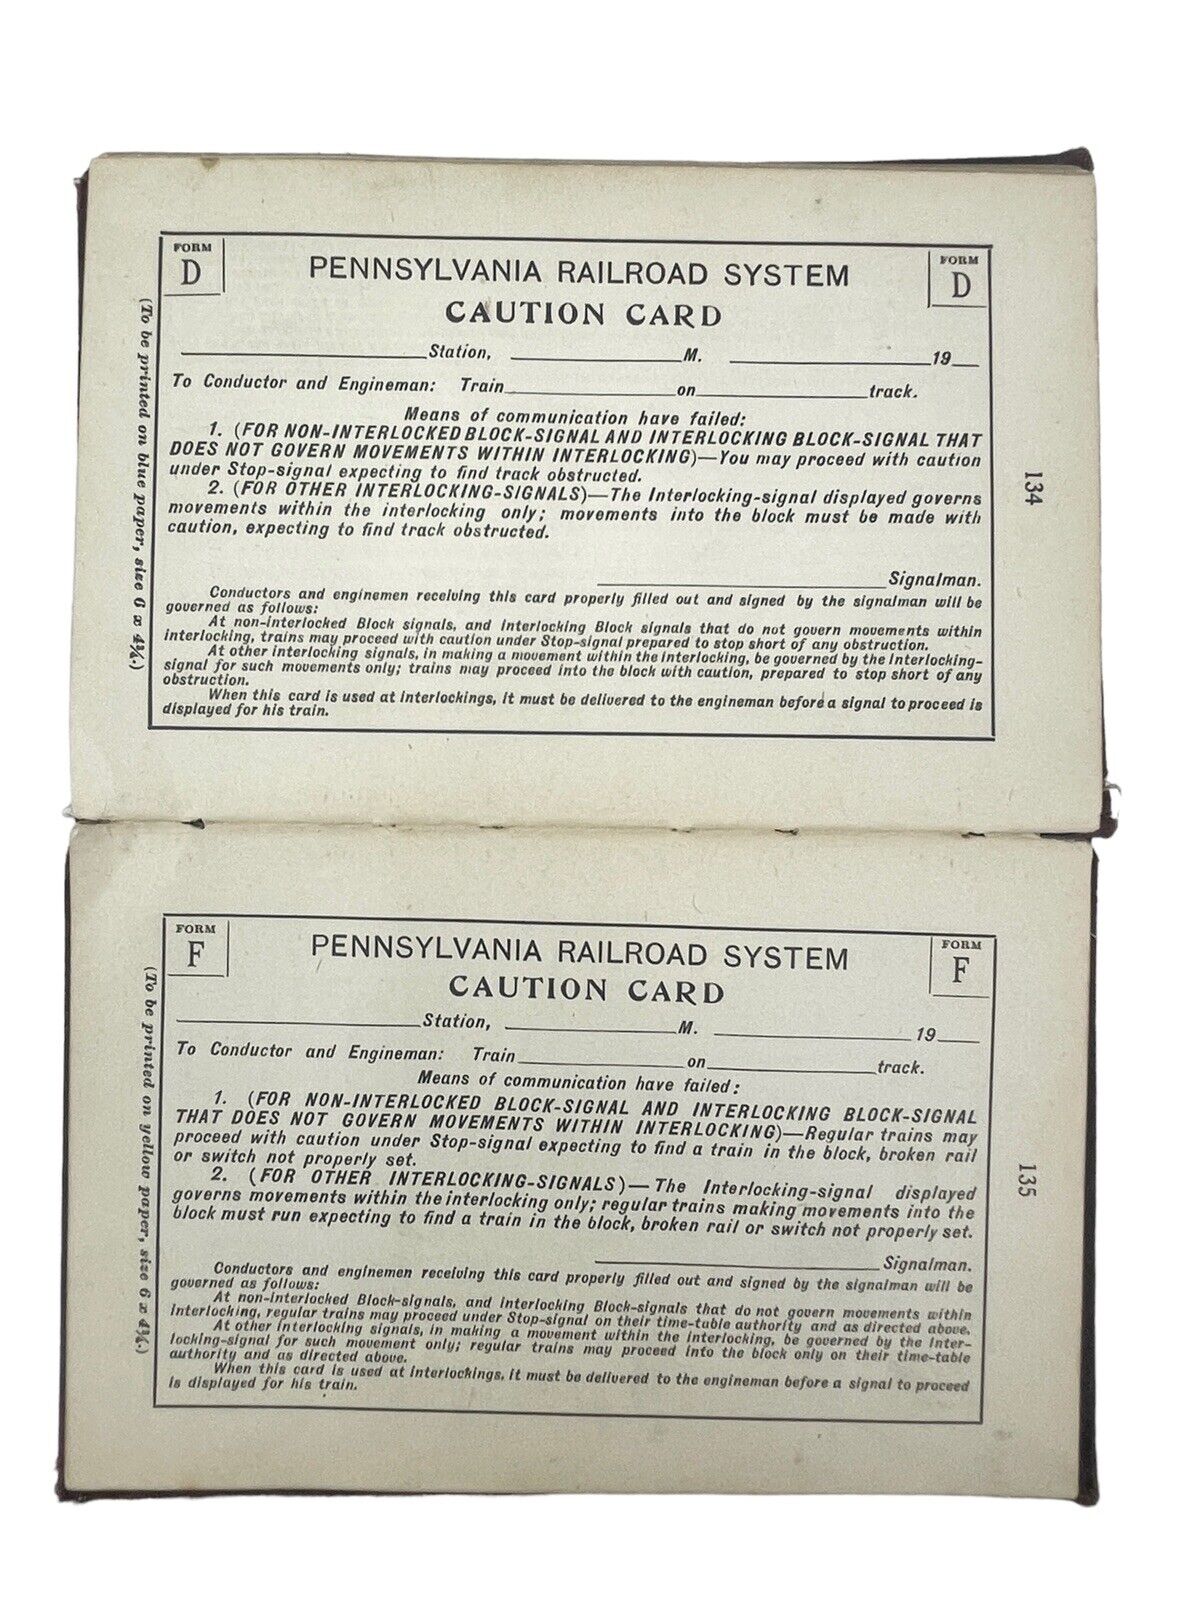 FORM
D
PENNSYLVANIA RAILROAD SYSTEM
FORM
D
CAUTION CARD
Station, M. 19
To Conductor and Engineman: Train on track.
Means of communication have failed:
1. (FOR NON-INTERLOCKED BLOCK-SIGNAL AND INTERLOCKING BLOCK-SIGNAL THAT
DOES NOT GOVERN MOVEMENTS WITHIN INTERLOCKING)—You may proceed with caution
under Stop-signal expecting to find track obstructed.
2. (FOR OTHER INTERLOCKING-SIGNALS)—The Interlocking-signal displayed governs
movements within the interlocking only; movements into the block must be made with
caution, expecting to find track obstructed.
Signalman.
Conductors and enginemen receiving this card properly filled out and signed by the signalman will be
governed as follows:
At non-interlocked Block signals, and interlocking Block signals that do not govern movements within
interlocking, trains may proceed with caution under Stop-signal prepared to stop short of any obstruction.
At other interlocking signals, in making a movement within the interlocking, be governed by the interlocking-
signal for such movements only; trains may proceed into the block with caution, prepared to stop short of any
obstruction.
When this card is used at interlockings, it must be delivered to the engineman before a signal to proceed is
displayed for his train.
(To be printed on blue paper, size 6 x 4¾.)
134
FORM
F
PENNSYLVANIA RAILROAD SYSTEM
FORM
F
CAUTION CARD
Station, M. 19
To Conductor and Engineman: Train on track.
Means of communication have failed:
1. (FOR NON-INTERLOCKED BLOCK-SIGNAL AND INTERLOCKING BLOCK-SIGNAL
THAT DOES NOT GOVERN MOVEMENTS WITHIN INTERLOCKING)—Regular trains may
proceed with caution under Stop-signal expecting to find a train in the block, broken rail
or switch not properly set.
2. (FOR OTHER INTERLOCKING-SIGNALS)—The Interlocking-signal displayed
governs movements within the interlocking only; regular trains making movements into the
block must run expecting to find a train in the block, broken rail or switch not properly set.
Signalman.
Conductors and enginemen receiving this card properly filled out and signed by the signalman will be
governed as follows:
At non-interlocked Block-signals, and interlocking Block-signals that do not govern movements within
interlocking, regular trains may proceed under Stop-signal on their time-table authority and as directed above.
At other interlocking signals, in making a movement within the interlocking, be governed by the inter-
locking-signal for such movement only; regular trains may proceed into the block only on their time-table
authority and as directed above.
When this card is used at interlockings, it must be delivered to the engineman before a signal to proceed
is displayed for his train.
(To be printed on yellow paper, size 6 x 4¾.)
135